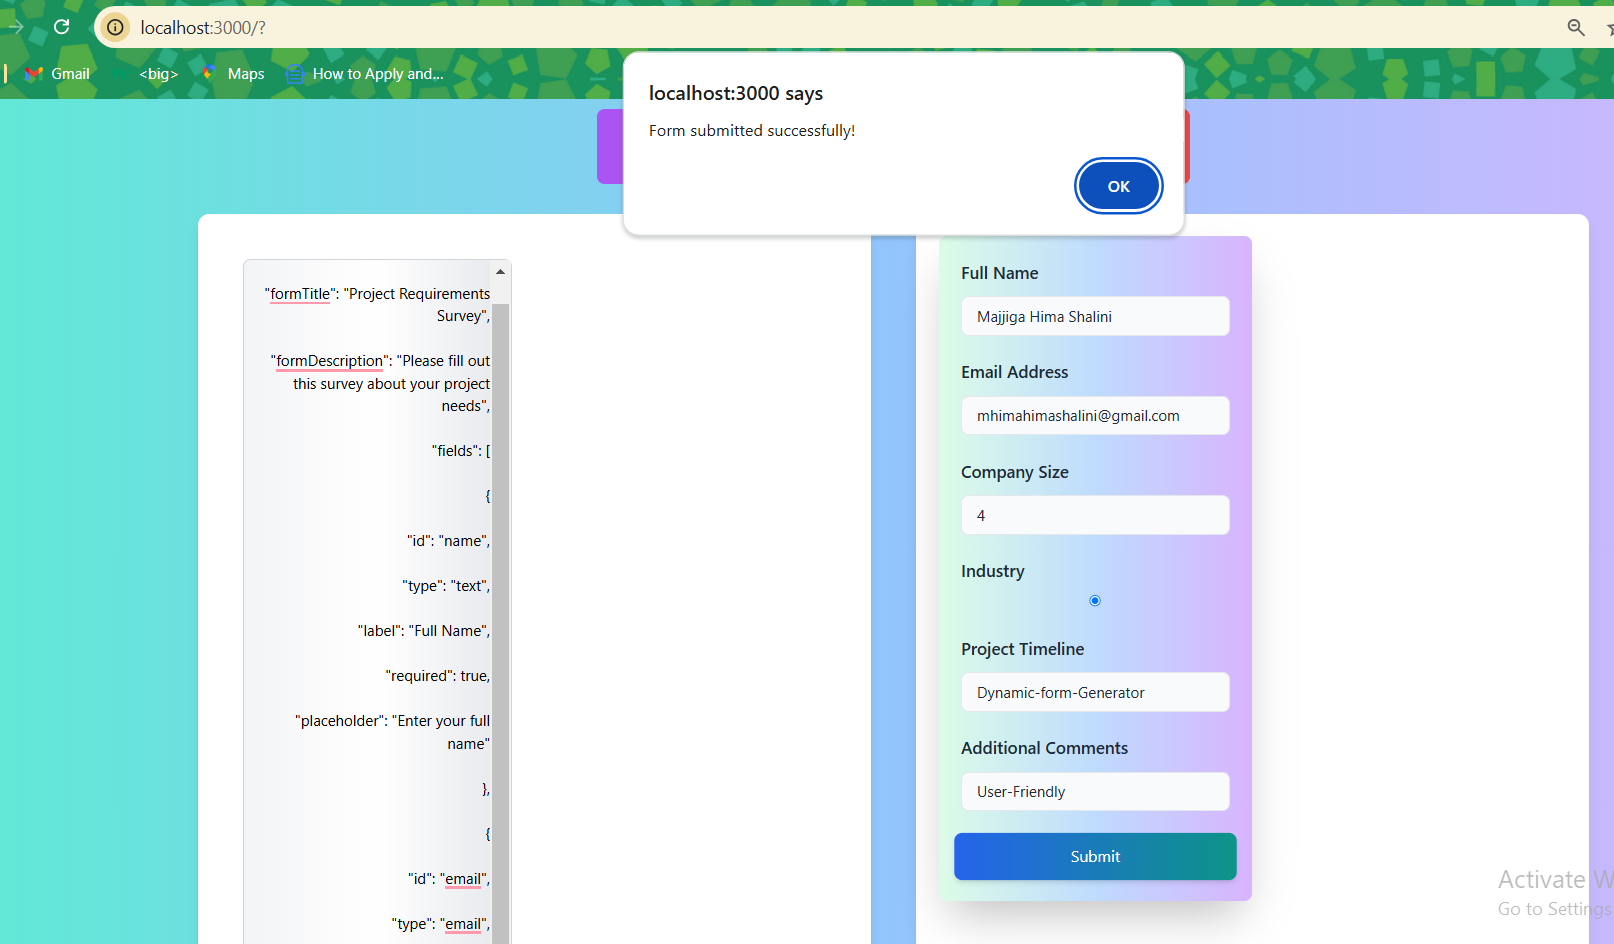 localhost:3000/?
Gmail
<big>
Maps
How to Apply and...
localhost:3000 says
Form submitted successfully!
OK
"formTitle": "Project Requirements
Survey",
"formDescription": "Please fill out
this survey about your project
needs",
"fields": [
{
"id": "name",
"type": "text",
"label": "Full Name",
"required": true,
"placeholder": "Enter your full
name"
},
{
"id": "email",
"type": "email",
Full Name
Majjiga Hima Shalini
Email Address
mhimahimashalini@gmail.com
Company Size
4
Industry
Project Timeline
Dynamic-form-Generator
Additional Comments
User-Friendly
Submit
Activate W
Go to Settings